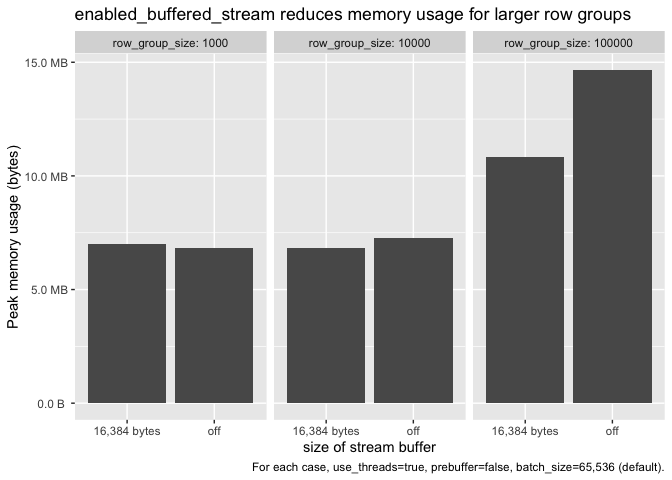 enabled_buffered_stream reduces memory usage for larger row groups
row_group_size: 1000
row_group_size: 10000
row_group_size: 100000
Peak memory usage (bytes)
15.0 MB
10.0 MB
5.0 MB
0.0 B
16,384 bytes
off
16,384 bytes
off
16,384 bytes
off
size of stream buffer
For each case, use_threads=true, prebuffer=false, batch_size=65,536 (default).